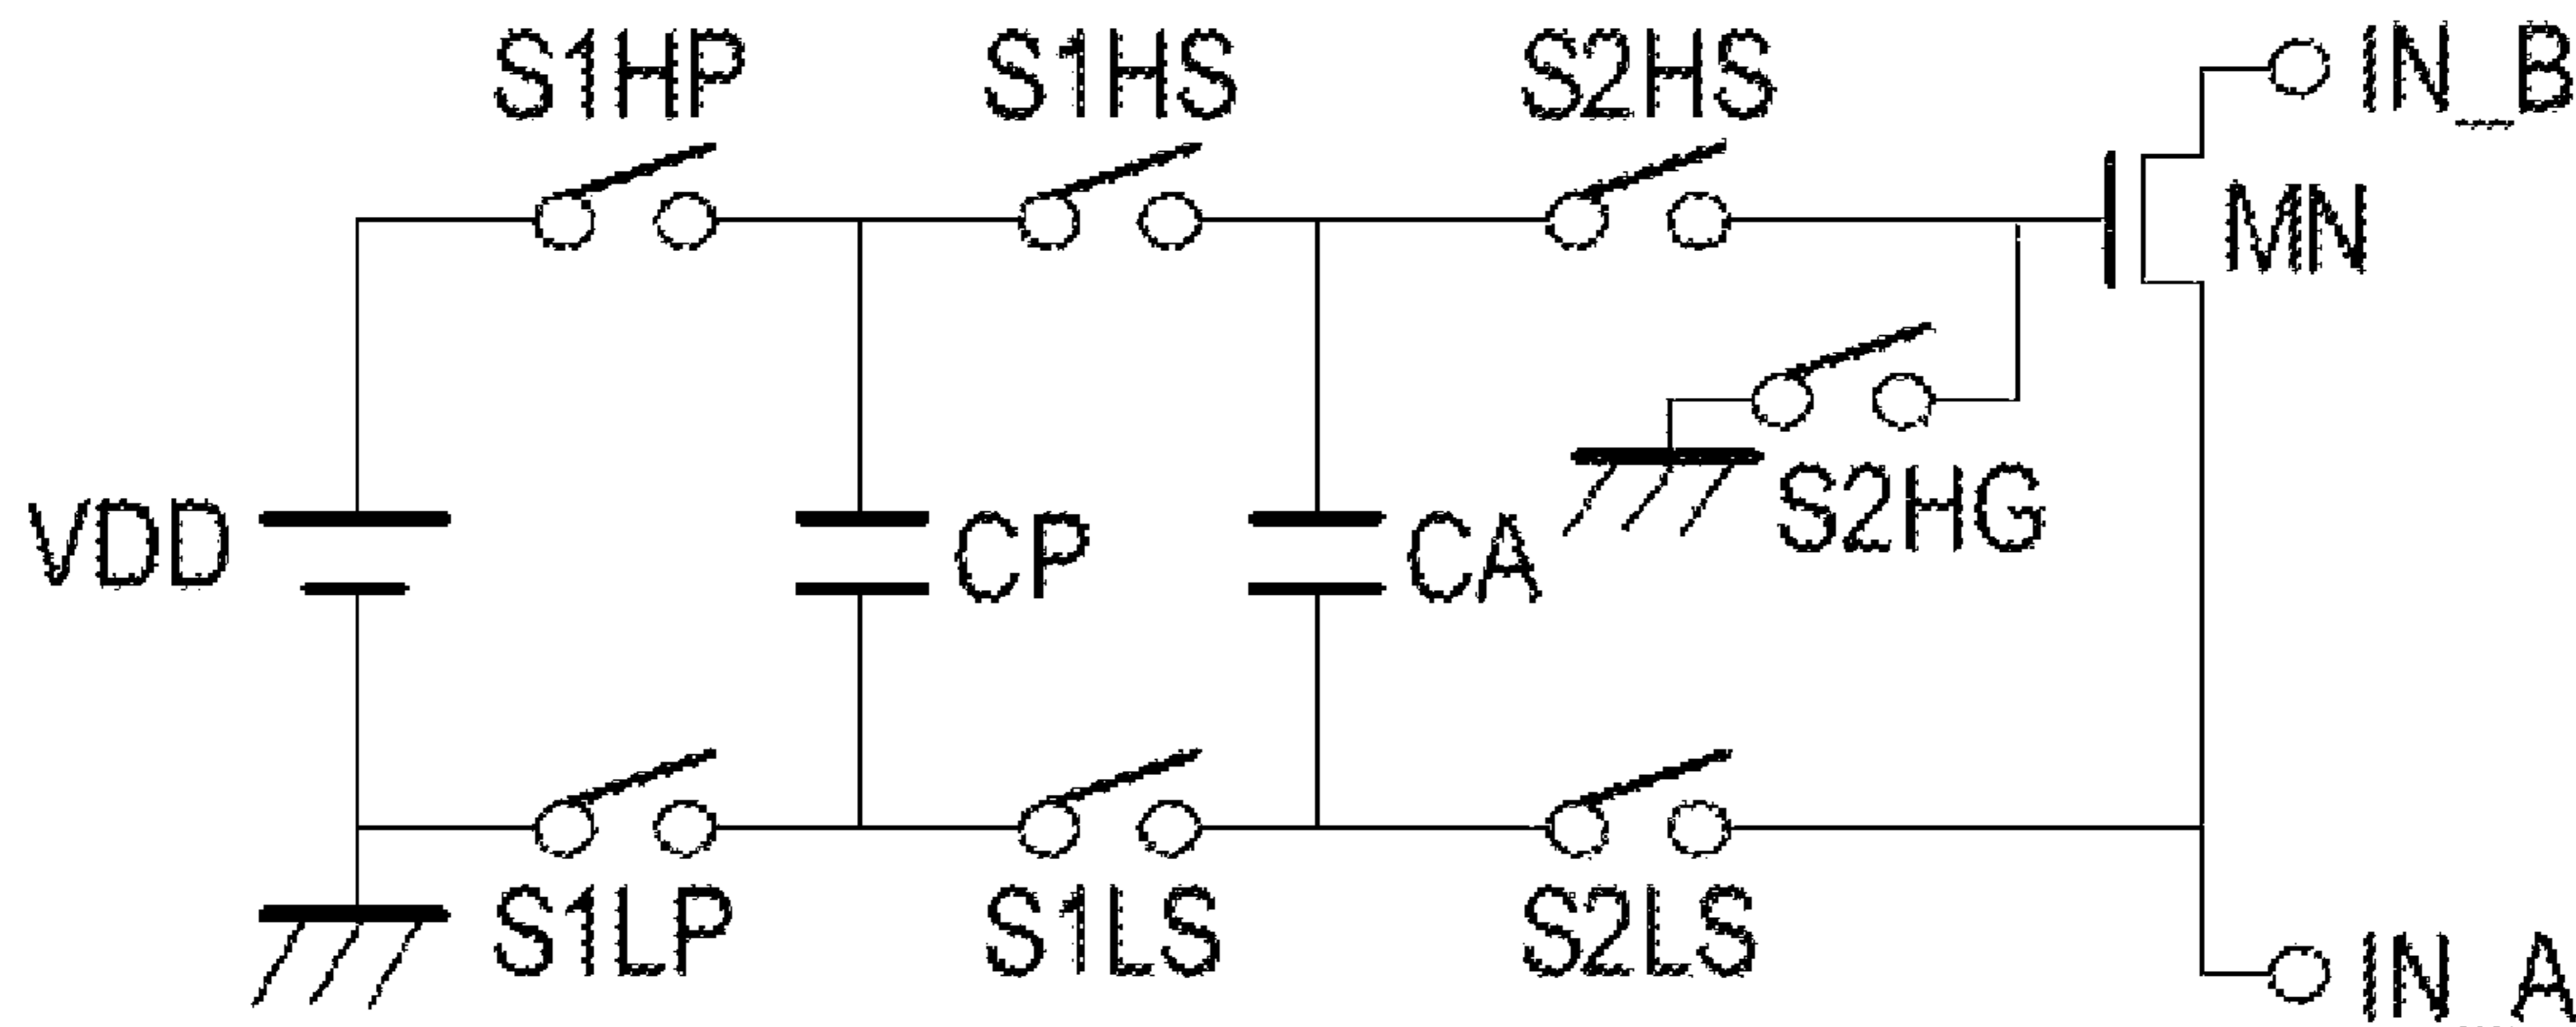 S1HP S1HS S2HS IN_B
MN
VDD CP CA S2HG
S1LP S1LS S2LS IN_A